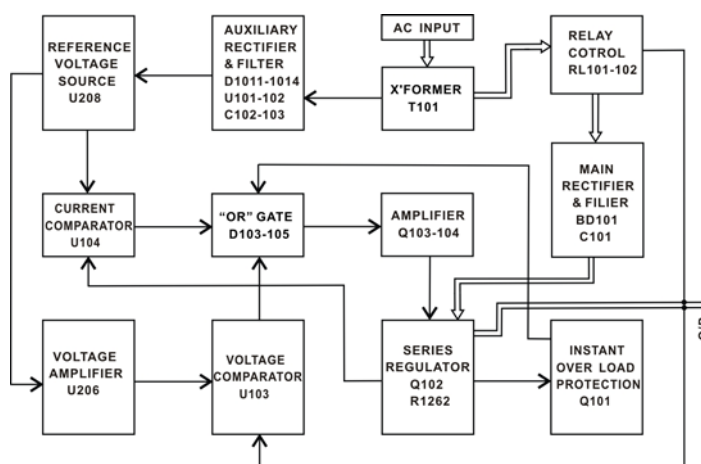 AC INPUT
REFERENCE
VOLTAGE
SOURCE
U208
AUXILIARY
RECTIFIER
& FILTER
D1011-1014
U101-102
C102-103
X'FORMER
T101
RELAY
COTROL
RL101-102
CURRENT
COMPARATOR
U104
"OR" GATE
D103-105
AMPLIFIER
Q103-104
MAIN
RECTIFIER
& FILIER
BD101
C101
VOLTAGE
AMPLIFIER
U206
VOLTAGE
COMPARATOR
U103
SERIES
REGULATOR
Q102
R1262
INSTANT
OVER LOAD
PROTECTION
Q101